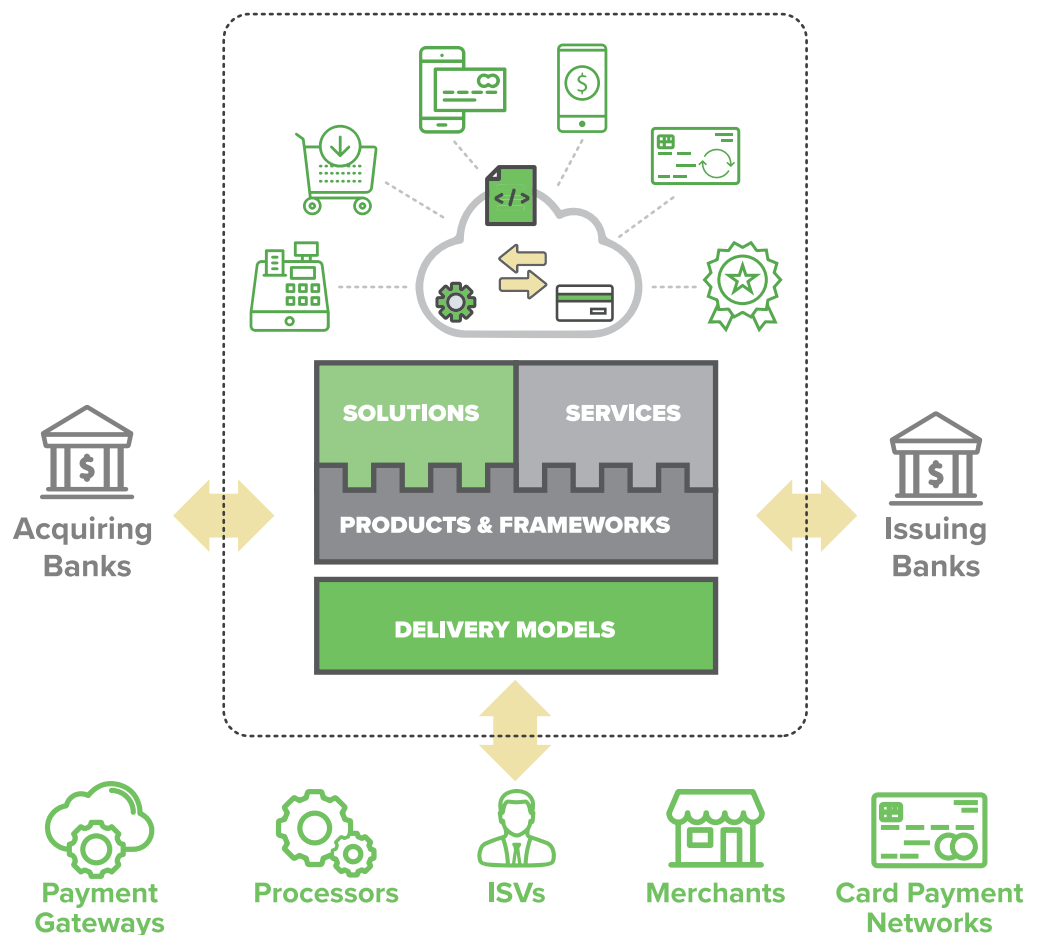 </>
SOLUTIONS
SERVICES
PRODUCTS & FRAMEWORKS
DELIVERY MODELS
$
$
$
Acquiring
Banks
Issuing
Banks
Payment
Gateways
Processors
ISVs
Merchants
Card Payment
Networks